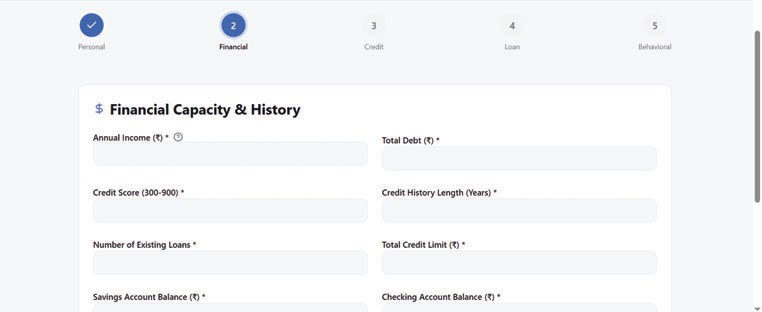 2 3 4 5
Personal Financial Credit Loan Behavioral
$ Financial Capacity & History
Annual Income (₹) * ?
Total Debt (₹) *
Credit Score (300-900) * Credit History Length (Years) *
Number of Existing Loans * Total Credit Limit (₹) *
Savings Account Balance (₹) * Checking Account Balance (₹) *